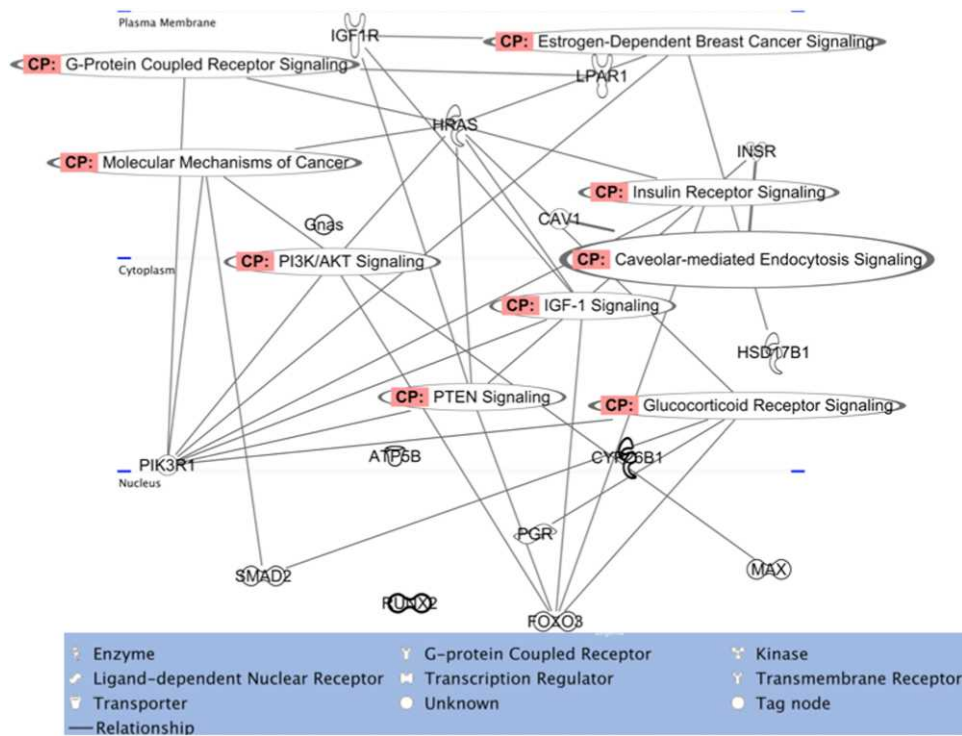 Plasma Membrane
IGF1R
CP: Estrogen-Dependent Breast Cancer Signaling
CP: G-Protein Coupled Receptor Signaling
LPAR1
HRAS
CP: Molecular Mechanisms of Cancer
INSR
CP: Insulin Receptor Signaling
CAV1
Gnas
CP: PI3K/AKT Signaling
CP: Caveolar-mediated Endocytosis Signaling
Cytoplasm
CP: IGF-1 Signaling
HSD17B1
CP: PTEN Signaling
CP: Glucocorticoid Receptor Signaling
ATP5B
CYP26B1
PIK3R1
Nucleus
PGR
SMAD2
MAX
RUNX2
FOXO3
Enzyme
G-protein Coupled Receptor
Kinase
Ligand-dependent Nuclear Receptor
Transcription Regulator
Transmembrane Receptor
Transporter
Unknown
Tag node
Relationship